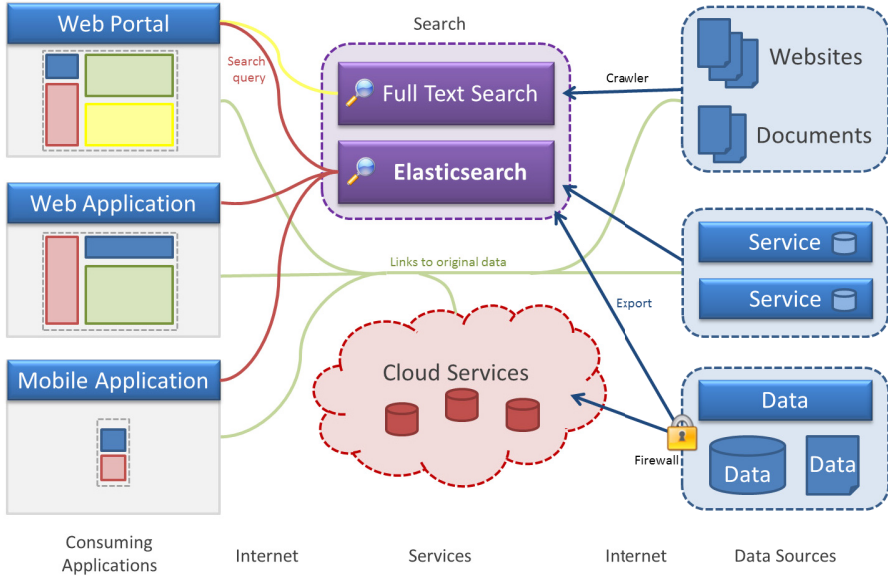 Web Portal
Search
Search
query
Full Text Search
Crawler
Websites
Documents
Elasticsearch
Web Application
Service
Service
Links to original data
Export
Mobile Application
Cloud Services
Data
Firewall
Data
Data
Consuming
Applications
Internet
Services
Internet
Data Sources